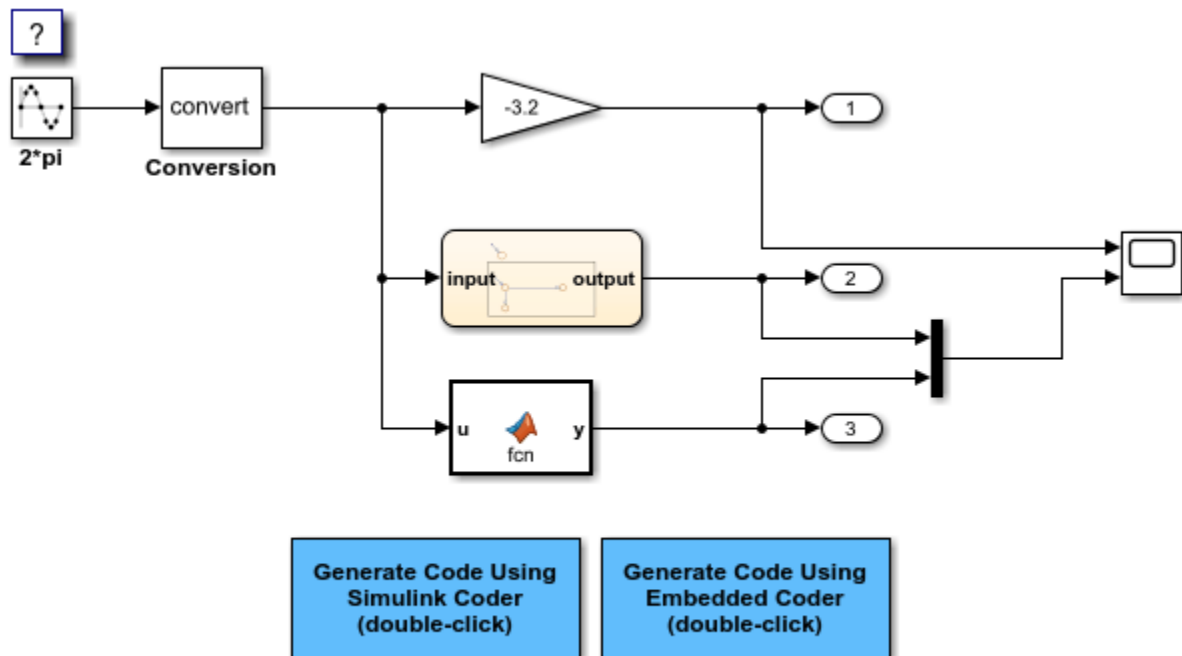 ?
2*pi
convert
Conversion
-3.2
1
input
output
2
u
fcn
y
3
Generate Code Using
Simulink Coder
(double-click)
Generate Code Using
Embedded Coder
(double-click)